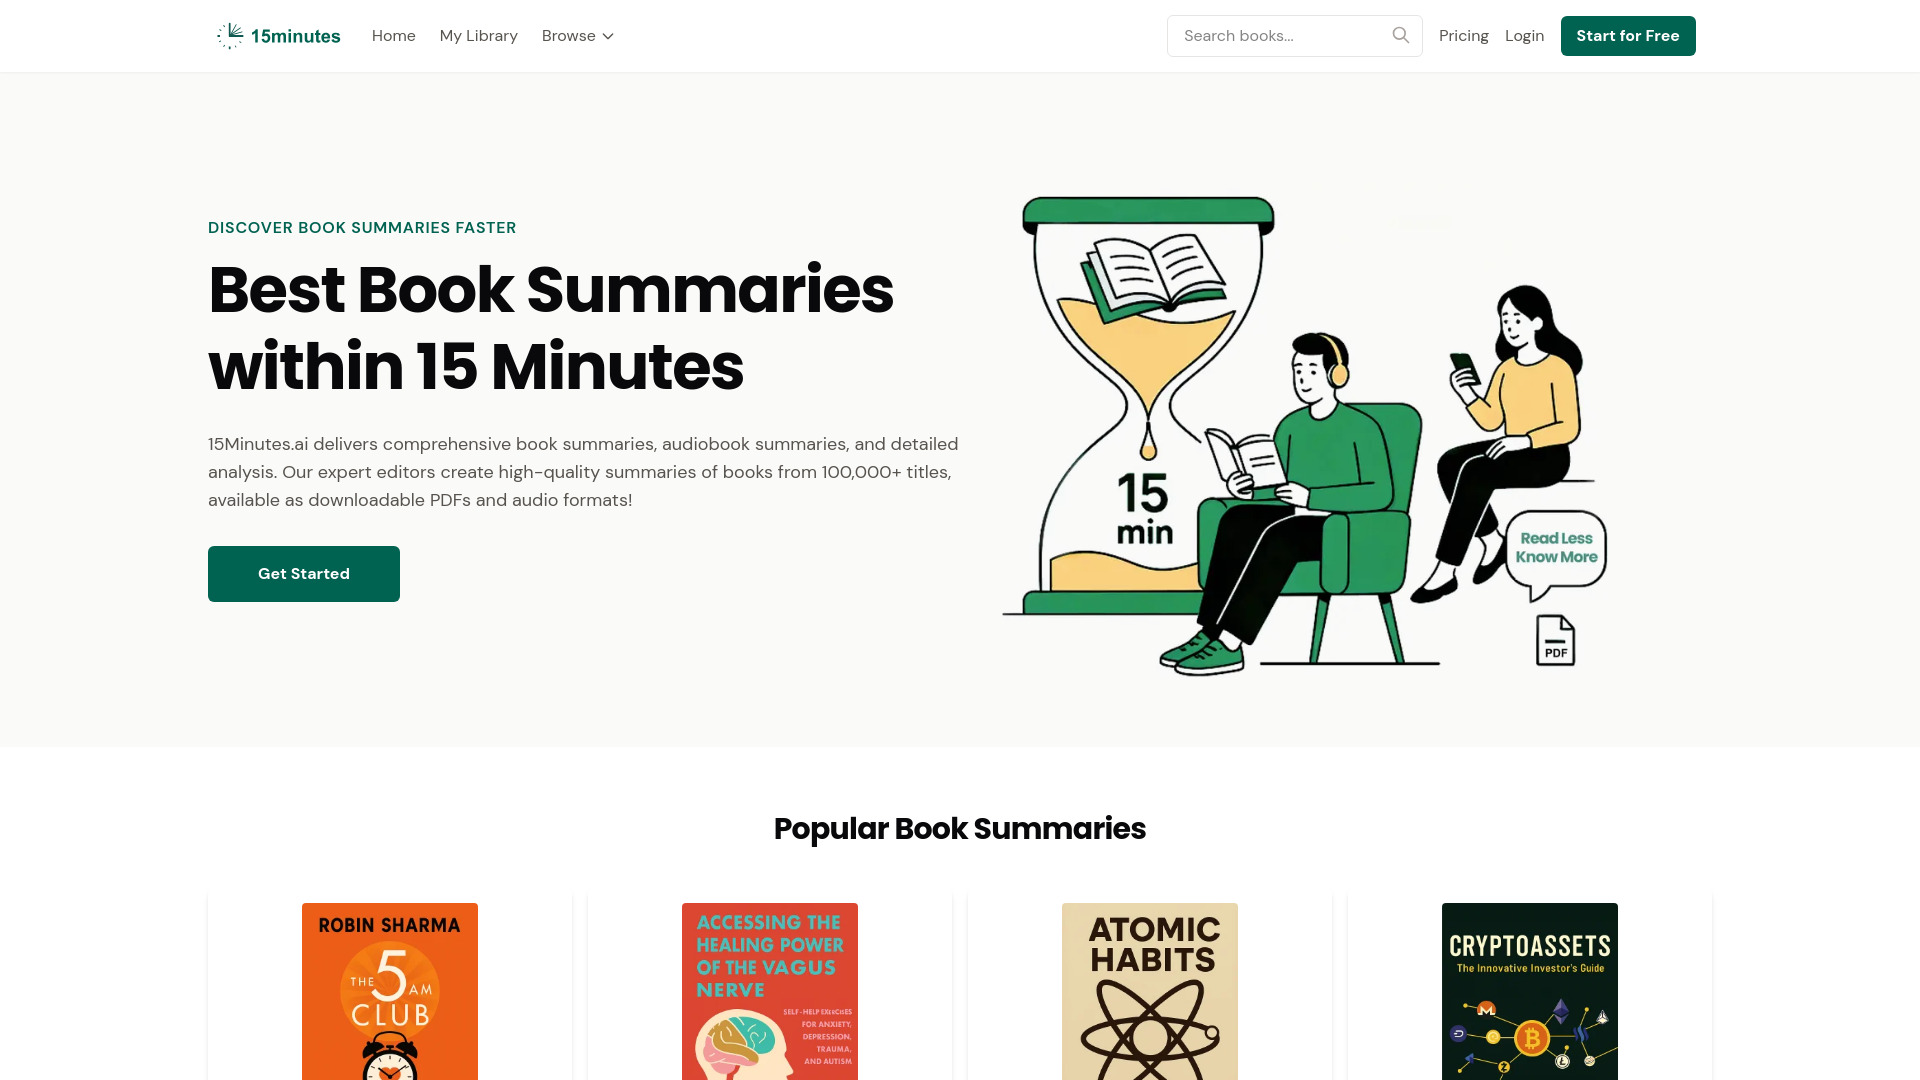 15minutes
Home
My Library
Browse
Search books...
Pricing
Login
Start for Free
DISCOVER BOOK SUMMARIES FASTER
Best Book Summaries
within 15 Minutes
15Minutes.ai delivers comprehensive book summaries, audiobook summaries, and detailed
analysis. Our expert editors create high-quality summaries of books from 100,000+ titles,
available as downloadable PDFs and audio formats!
Get Started
15
min
Read Less
Know More
PDF
Popular Book Summaries
ROBIN SHARMA
THE 5 AM
CLUB
ACCESSING THE
HEALING POWER
OF THE VAGUS
NERVE
SELF-HELP EXERCISES
FOR ANXIETY,
DEPRESSION,
TRAUMA,
AND AUTISM
ATOMIC
HABITS
CRYPTOASSETS
The Innovative Investor's Guide